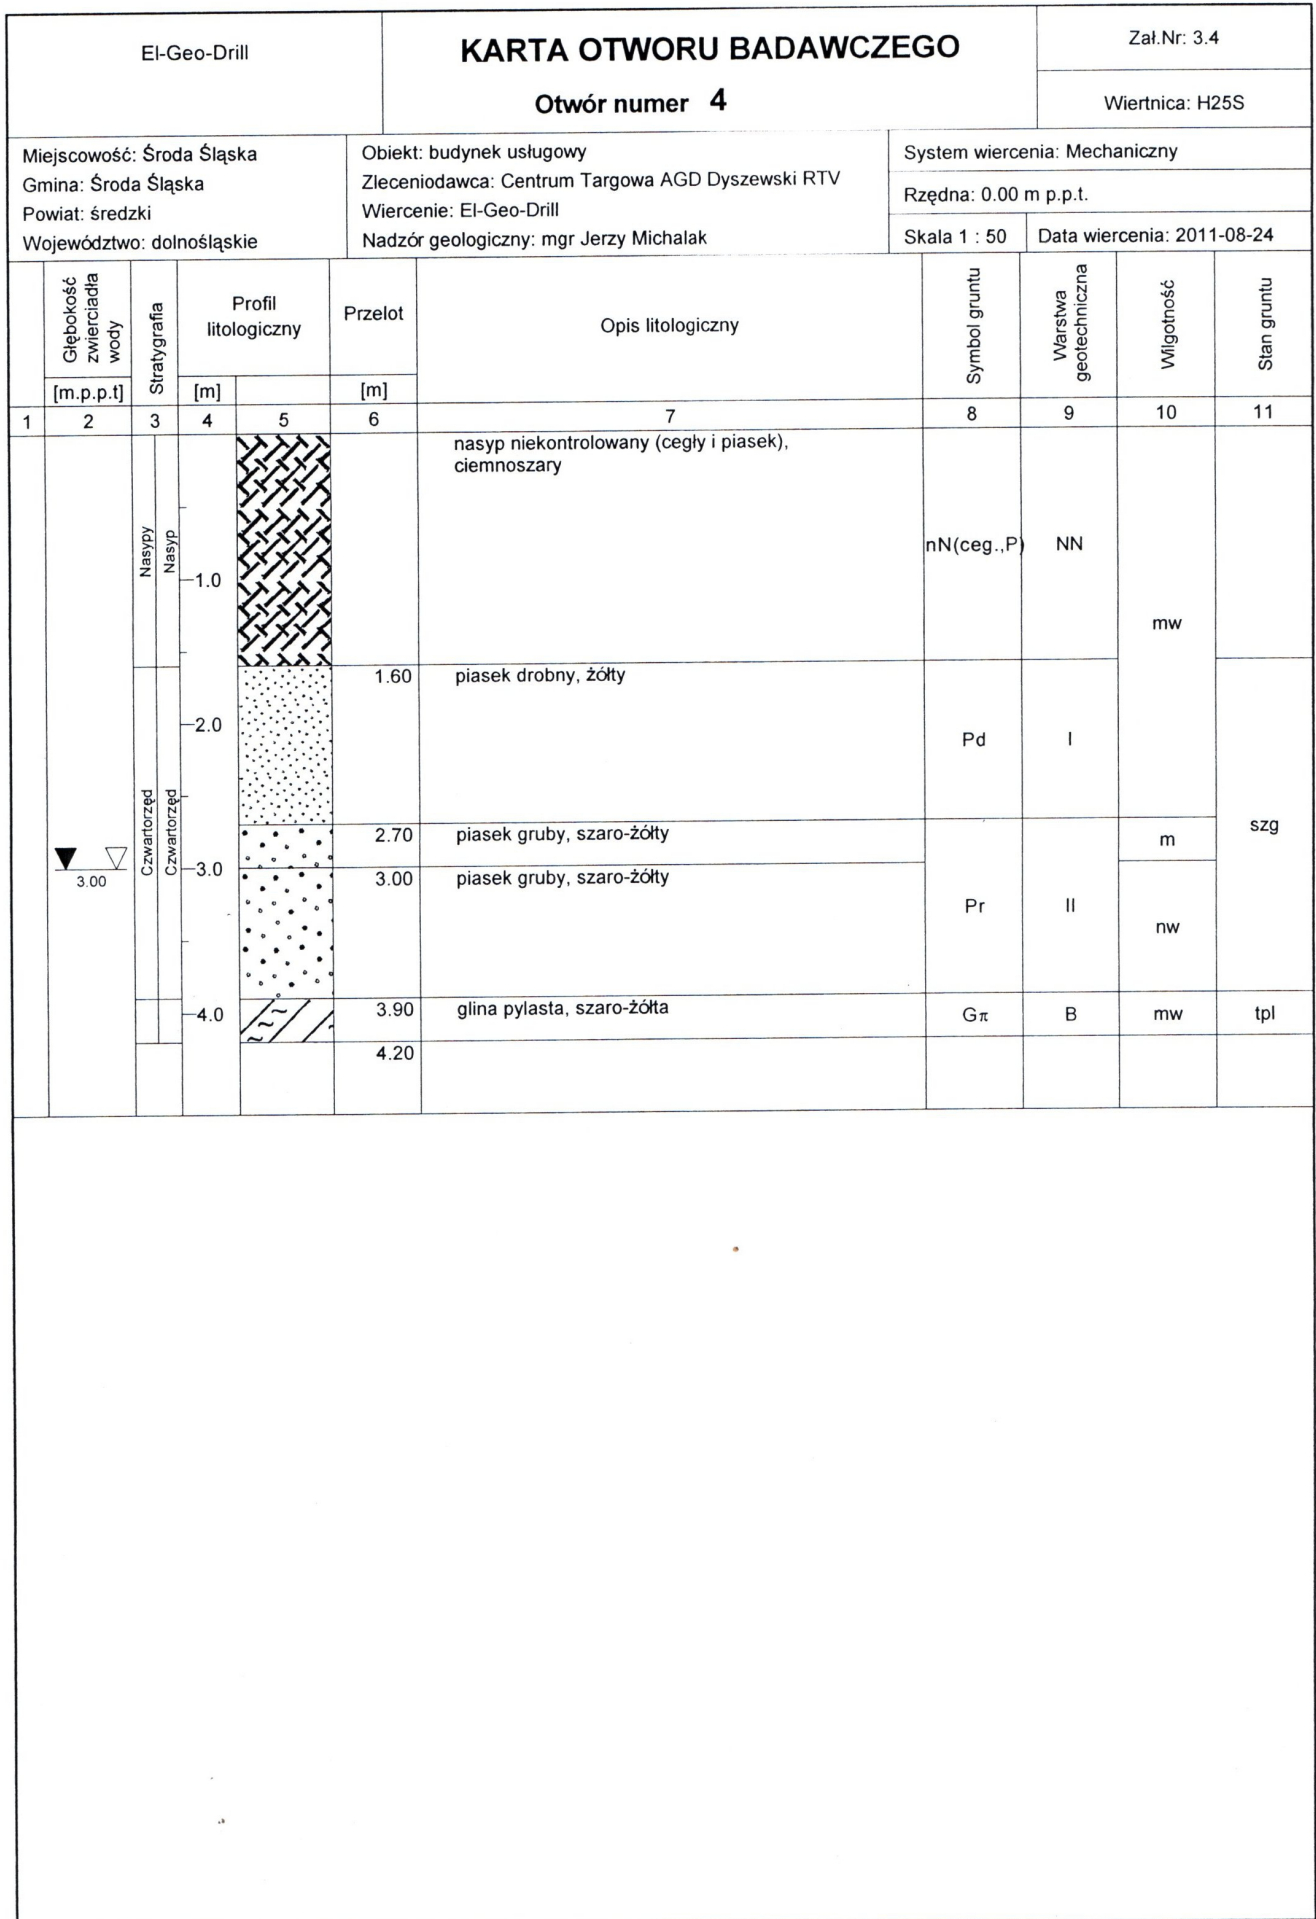 El-Geo-Drill
KARTA OTWORU BADAWCZEGO
Otwór numer 4
Zał.Nr: 3.4
Wiertnica: H25S
Miejscowość: Środa Śląska
Gmina: Środa Śląska
Powiat: średzki
Województwo: dolnośląskie
Obiekt: budynek usługowy
Zleceniodawca: Centrum Targowa AGD Dyszewski RTV
Wiercenie: El-Geo-Drill
Nadzór geologiczny: mgr Jerzy Michalak
System wiercenia: Mechaniczny
Rzędna: 0.00 m p.p.t.
Skala 1 : 50
Data wiercenia: 2011-08-24
Głębokość
zwierciadła
wody
[m.p.p.t]
Stratygrafia
Profil
litologiczny
[m]
Przelot
[m]
Opis litologiczny
Symbol gruntu
Warstwa
geotechniczna
Wilgotność
Stan gruntu
1 2 3 4 5 6 7 8 9 10 11
nasyp niekontrolowany (cegły i piasek),
ciemnoszary
Nasypy
Nasyp
1.0
nN(ceg.,P)
NN
mw
1.60 piasek drobny, żółty
2.0
Pd
I
Czwartorzęd
Czwartorzęd
2.70 piasek gruby, szaro-żółty
m
szg
3.00
3.0
3.00 piasek gruby, szaro-żółty
Pr
II
nw
4.0
3.90 glina pylasta, szaro-żółta
Gπ
B
mw
tpl
4.20